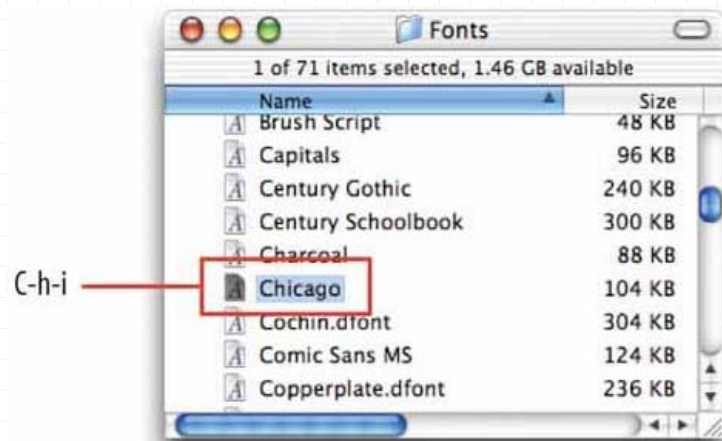 Fonts
1 of 71 items selected, 1.46 GB available
Name Size
Brush Script 48 KB
Capitals 96 KB
Century Gothic 240 KB
Century Schoolbook 300 KB
Charcoal 88 KB
C-h-i Chicago 104 KB
Cochin.dfont 304 KB
Comic Sans MS 124 KB
Copperplate.dfont 236 KB